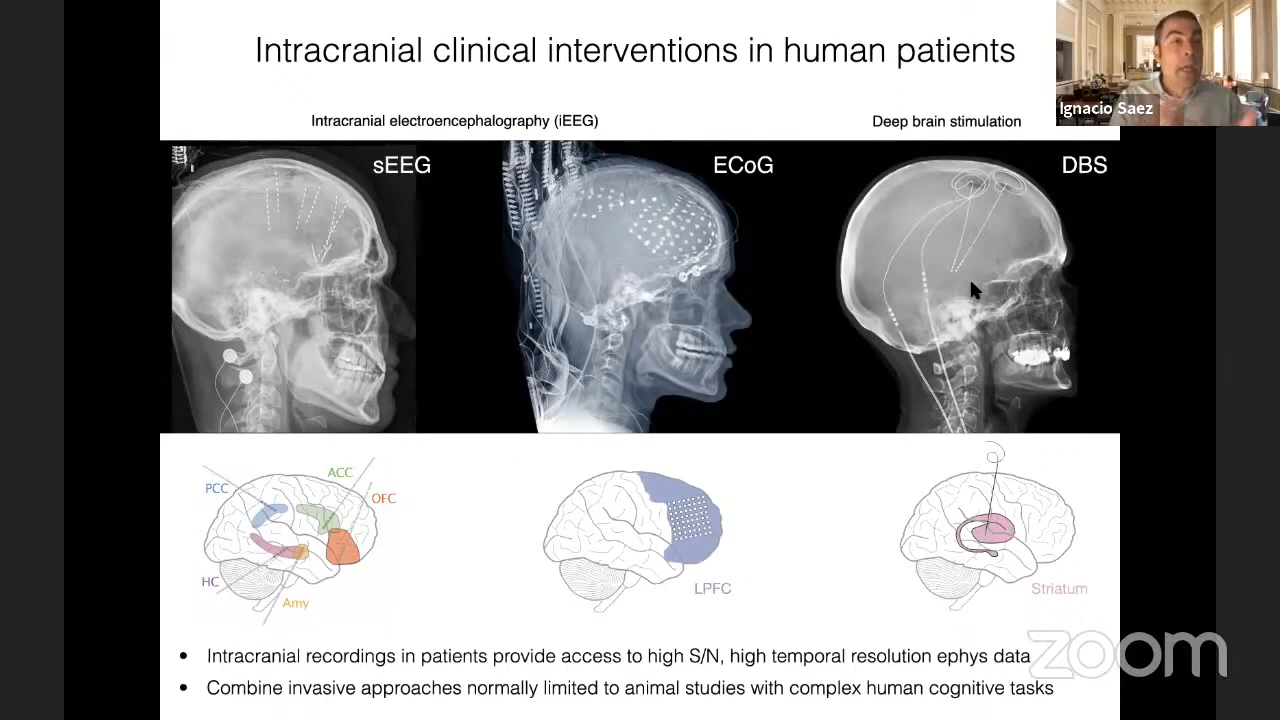 Intracranial clinical interventions in human patients
Ignacio Saez
Intracranial electroencephalography (iEEG)
Deep brain stimulation
sEEG
ECoG
DBS
ACC
PCC
OFC
HC
Amy
LPFC
Striatum
• Intracranial recordings in patients provide access to high S/N, high temporal resolution ephys data
• Combine invasive approaches normally limited to animal studies with complex human cognitive tasks
zoom